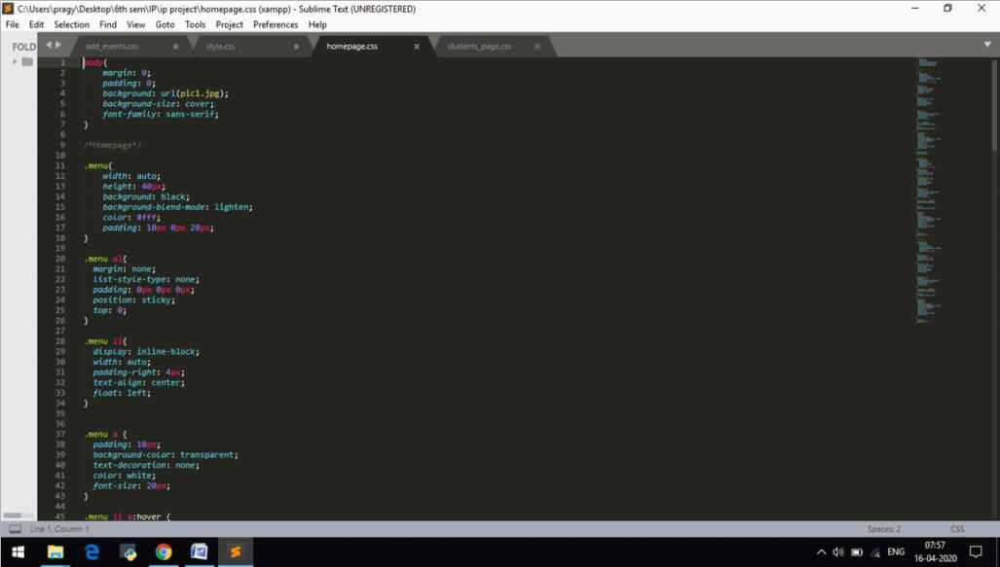 C:\Users\pragy\Desktop\6th sem\IP\ip project\homepage.css (xampp) - Sublime Text (UNREGISTERED)
File Edit Selection Find View Goto Tools Project Preferences Help
FOLD
add_events.css style.css homepage.css students_page.css
1 body{
2 margin: 0;
3 padding: 0;
4 background: url(pic1.jpg);
5 background-size: cover;
6 font-family: sans-serif;
7 }
8
9 /*Homepage*/
10
11 .menu{
12 width: auto;
13 height: 40px;
14 background: black;
15 background-blend-mode: lighten;
16 color: #fff;
17 padding: 10px 0px 20px;
18 }
19
20 .menu ul{
21 margin: none;
22 list-style-type: none;
23 padding: 0px 0px 0px;
24 position: sticky;
25 top: 0;
26 }
27
28 .menu li{
29 display: inline-block;
30 width: auto;
31 padding-right: 4px;
32 text-align: center;
33 float: left;
34 }
35
36
37 .menu a {
38 padding: 10px;
39 background-color: transparent;
40 text-decoration: none;
41 color: white;
42 font-size: 20px;
43 }
44
45 .menu li a:hover {
Line 1, Column 1 Spaces: 2 CSS
ENG 07:57
16-04-2020